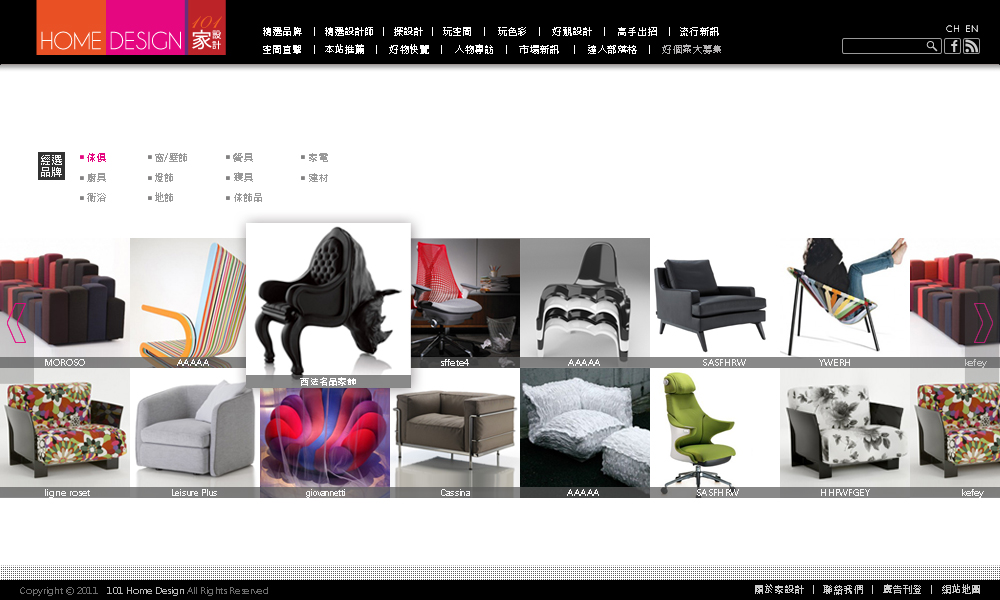 HOME DESIGN 101 家 設計
精選品牌 | 精選設計師 | 探設計 | 玩空間 | 玩色彩 | 好覝設計 | 高手出招 | 流行新訊
空間直擊 | 本站推薦 | 好物快覽 | 人物專訪 | 市場新訊 | 達人部落格 | 好個案大募集
CH EN
經選品牌
傢俱 窗/壁飾 餐具 家電
廚具 燈飾 寢具 建材
衛浴 地飾 傢飾品
MOROSO AAAAA sffete4 AAAAA SASFHRW YWERH kefey
西法名品家飾
ligne roset Leisure Plus giovannetti Cassina AAAAA SASFHRW HHFWFGEY kefey
Copyright © 2011 101 Home Design All Rights Reserved
關於家設計 | 聯絡我們 | 廣告刊登 | 網站地圖